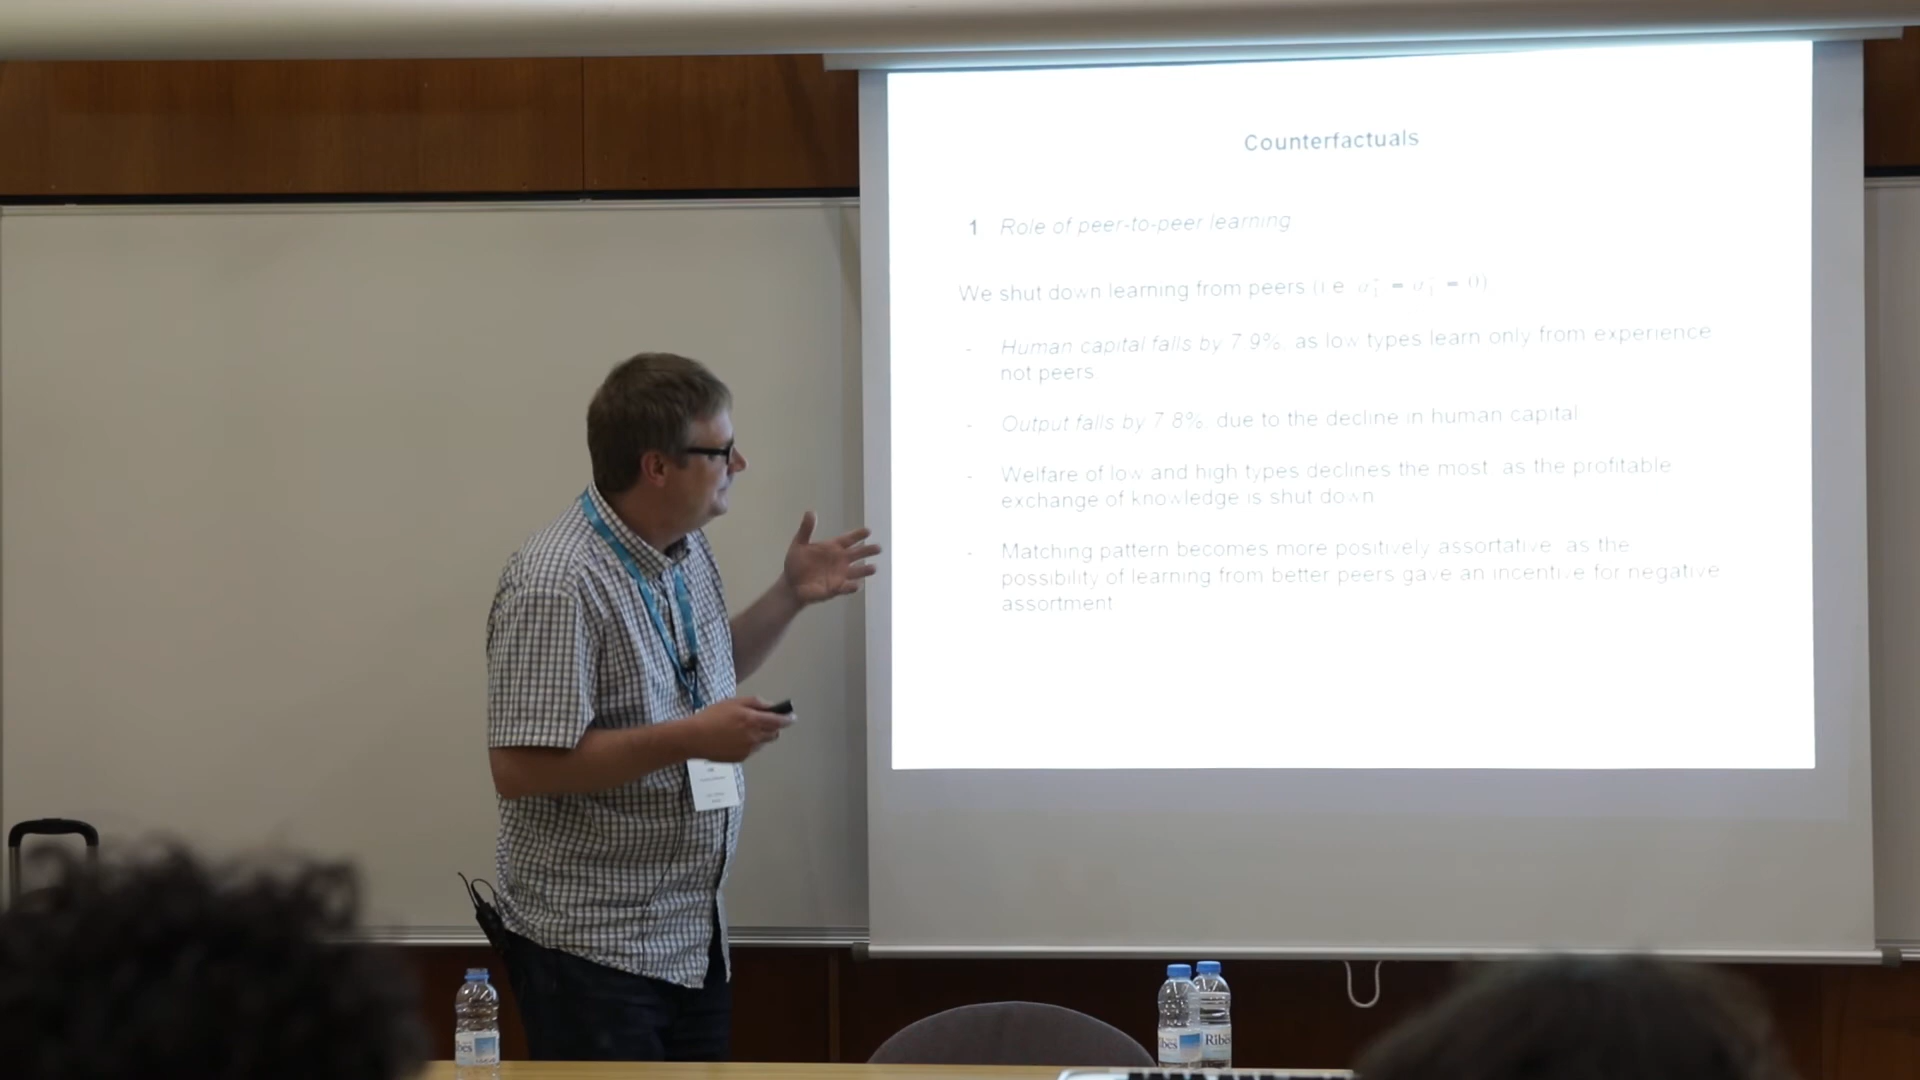 Counterfactuals
1 Role of peer-to-peer learning
We shut down learning from peers (i.e.
Human capital falls by 7.9%, as low types learn only from experience
not peers
- Output falls by 7.8%, due to the decline in human capital
- Welfare of low and high types declines the most as the profitable
exchange of knowledge is shut down
- Matching pattern becomes more positively assortative as the
possibility of learning from better peers gave an incentive for negative
assortment
Ribes